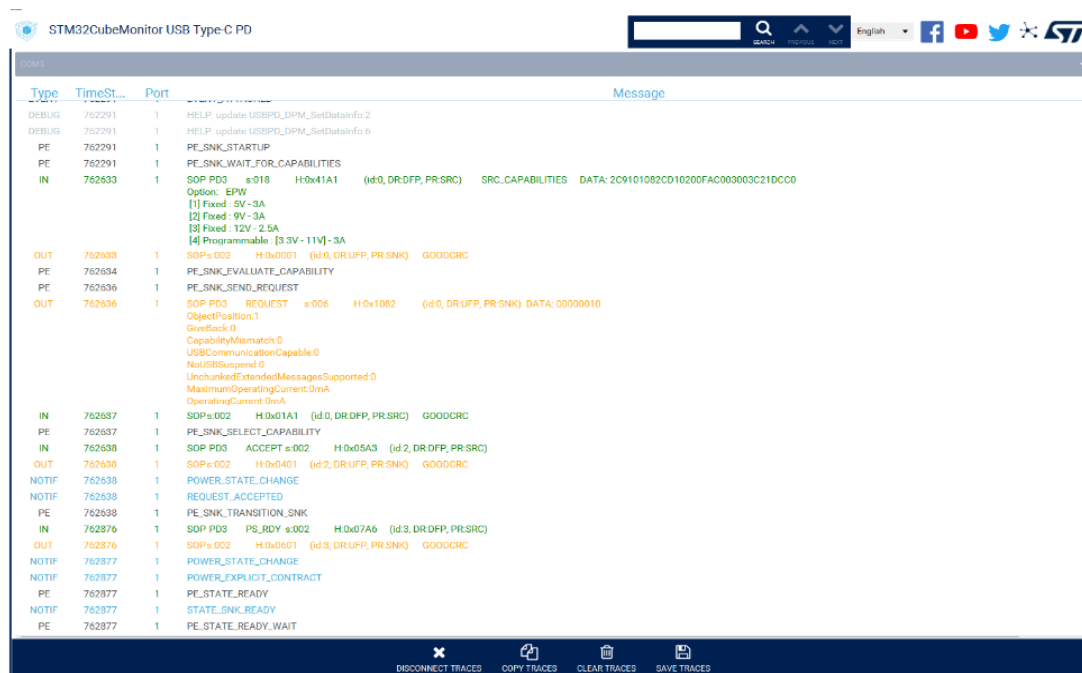 STM32CubeMonitor USB Type-C PD
SEARCH PREVIOUS NEXT English
COM3
Type TimeSt... Port Message
EVENT 762291 1 EVENT_ATTACHED
DEBUG 762291 1 HELP: update USBPD_DPM_SetDataInfo:2
DEBUG 762291 1 HELP: update USBPD_DPM_SetDataInfo:6
PE 762291 1 PE_SNK_STARTUP
PE 762291 1 PE_SNK_WAIT_FOR_CAPABILITIES
IN 762633 1 SOP PD3 s:018 H:0x41A1 (id:0, DR:DFP, PR:SRC) SRC_CAPABILITIES DATA: 2C9101082CD10200FAC003003C21DCC0
Option: EPW
[1] Fixed : 5V - 3A
[2] Fixed : 9V - 3A
[3] Fixed : 12V - 2.5A
[4] Programmable : [3.3V - 11V] - 3A
OUT 762633 1 SOPs:002 H:0x0001 (id:0, DR:UFP, PR:SNK) GOODCRC
PE 762634 1 PE_SNK_EVALUATE_CAPABILITY
PE 762636 1 PE_SNK_SEND_REQUEST
OUT 762636 1 SOP PD3 REQUEST s:006 H:0x1082 (id:0, DR:UFP, PR:SNK) DATA: 00000010
ObjectPosition:1
GiveBack:0
CapabilityMismatch:0
USBCommunicationCapable:0
NoUSBSuspend:0
UnchunkedExtendedMessagesSupported:0
MaximumOperatingCurrent:0mA
OperatingCurrent:0mA
IN 762637 1 SOPs:002 H:0x01A1 (id:0, DR:DFP, PR:SRC) GOODCRC
PE 762637 1 PE_SNK_SELECT_CAPABILITY
IN 762638 1 SOP PD3 ACCEPT s:002 H:0x05A3 (id:2, DR:DFP, PR:SRC)
OUT 762638 1 SOPs:002 H:0x0401 (id:2, DR:UFP, PR:SNK) GOODCRC
NOTIF 762638 1 POWER_STATE_CHANGE
NOTIF 762638 1 REQUEST_ACCEPTED
PE 762638 1 PE_SNK_TRANSITION_SNK
IN 762876 1 SOP PD3 PS_RDY s:002 H:0x07A6 (id:3, DR:DFP, PR:SRC)
OUT 762876 1 SOPs:002 H:0x0601 (id:3, DR:UFP, PR:SNK) GOODCRC
NOTIF 762877 1 POWER_STATE_CHANGE
NOTIF 762877 1 POWER_EXPLICIT_CONTRACT
PE 762877 1 PE_STATE_READY
NOTIF 762877 1 STATE_SNK_READY
PE 762877 1 PE_STATE_READY_WAIT
DISCONNECT TRACES COPY TRACES CLEAR TRACES SAVE TRACES